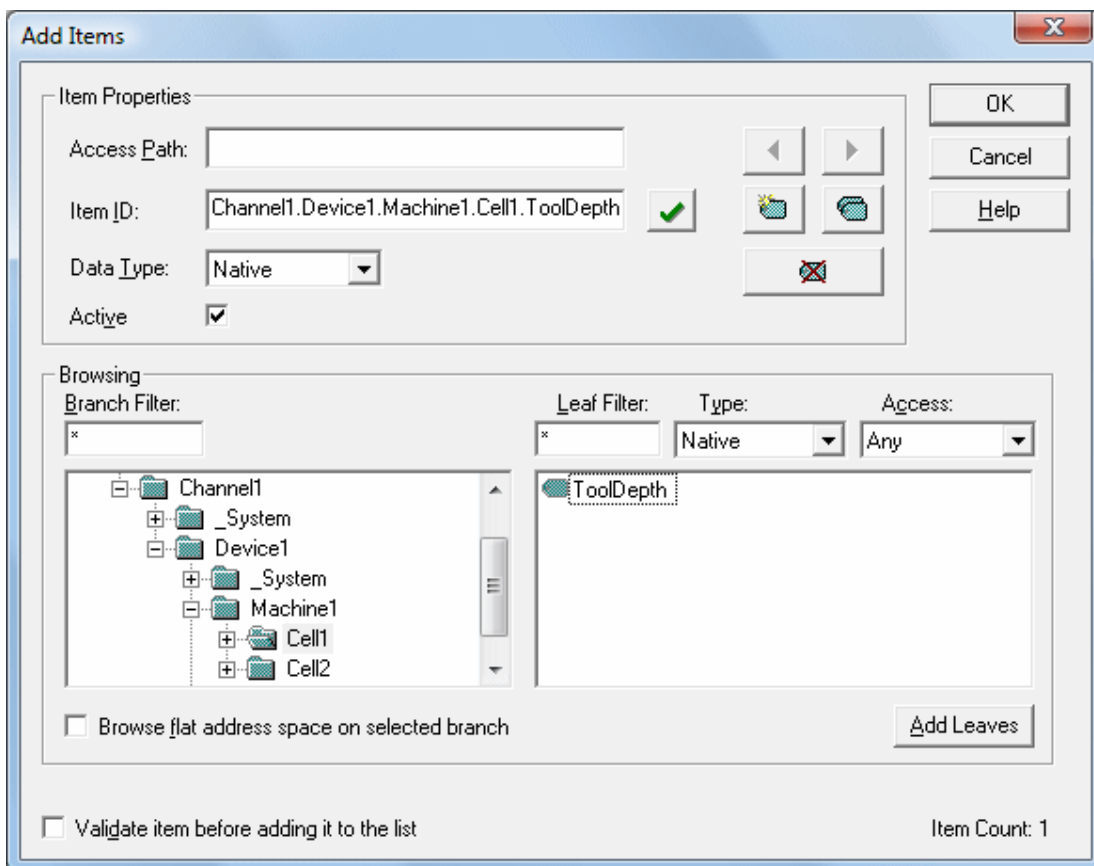 Add Items
Item Properties
Access Path:
OK
Cancel
Item ID: Channel1.Device1.Machine1.Cell1.ToolDepth
Help
Data Type: Native
Active
Browsing
Branch Filter: Leaf Filter: Type: Access:
* * Native Any
Channel1
_System
Device1
_System
Machine1
Cell1
Cell2
ToolDepth
Browse flat address space on selected branch
Add Leaves
Validate item before adding it to the list
Item Count: 1